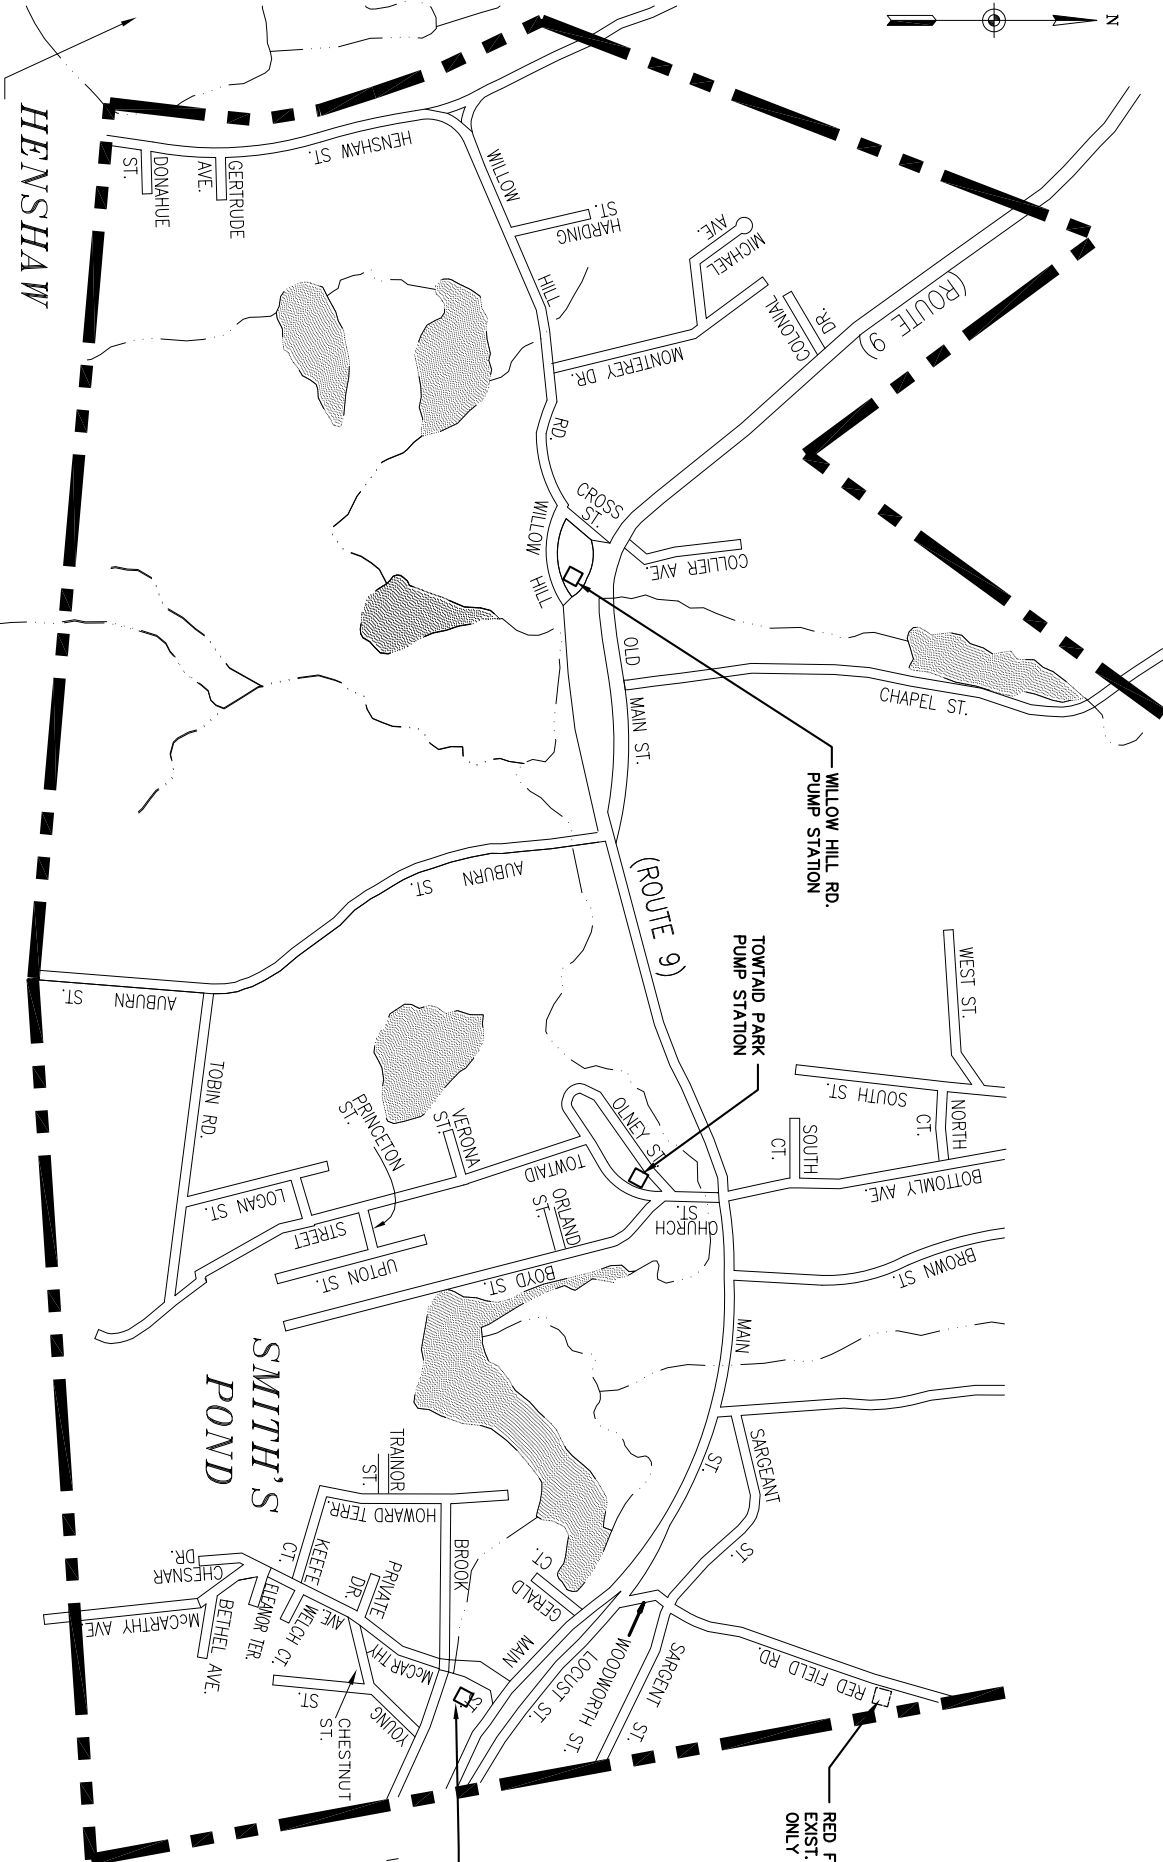 N
HENSHAW
HENSHAW ST.
DONAHUE
ST.
GERTRUDE
AVE.
WILLOW
HILL
RD.
HARDING
ST.
MICHAEL
AVE.
MONTEREY DR.
COLONIAL
DR.
(ROUTE 9)
CROSS
ST.
WILLOW HILL
COLLIER AVE.
OLD
MAIN ST.
CHAPEL ST.
WILLOW HILL RD.
PUMP STATION
(ROUTE 9)
AUBURN ST.
AUBURN ST.
TOWTAID PARK
PUMP STATION
WEST ST.
SOUTH ST.
NORTH
CT.
SOUTH
CT.
BOTTOMLY AVE.
BROWN ST.
TOBIN RD.
PRINCETON
ST.
VERONA
ST.
OLNEY ST.
TOWTAID
STREET
LOGAN ST.
UPTON ST.
ORLAND
ST.
CHURCH
ST.
BOYD ST.
MAIN
ST.
SMITH'S
POND
SARGEANT
ST.
TRAINOR
ST.
HOWARD TERR.
BROOK
ST.
KEEFE
CT.
PRIVATE
DR.
CHESNAR
DR.
ELEANOR TER.
WELCH CT.
BETHEL AVE.
McCARTHY AVE.
McCARTHY
AVE.
YOUNG
ST.
CHESTNUT
ST.
GERALD
CT.
MAIN
LOCUST ST.
WOODWORTH ST.
SARGENT ST.
RED FIELD RD.
RED F
EXIST.
ONLY